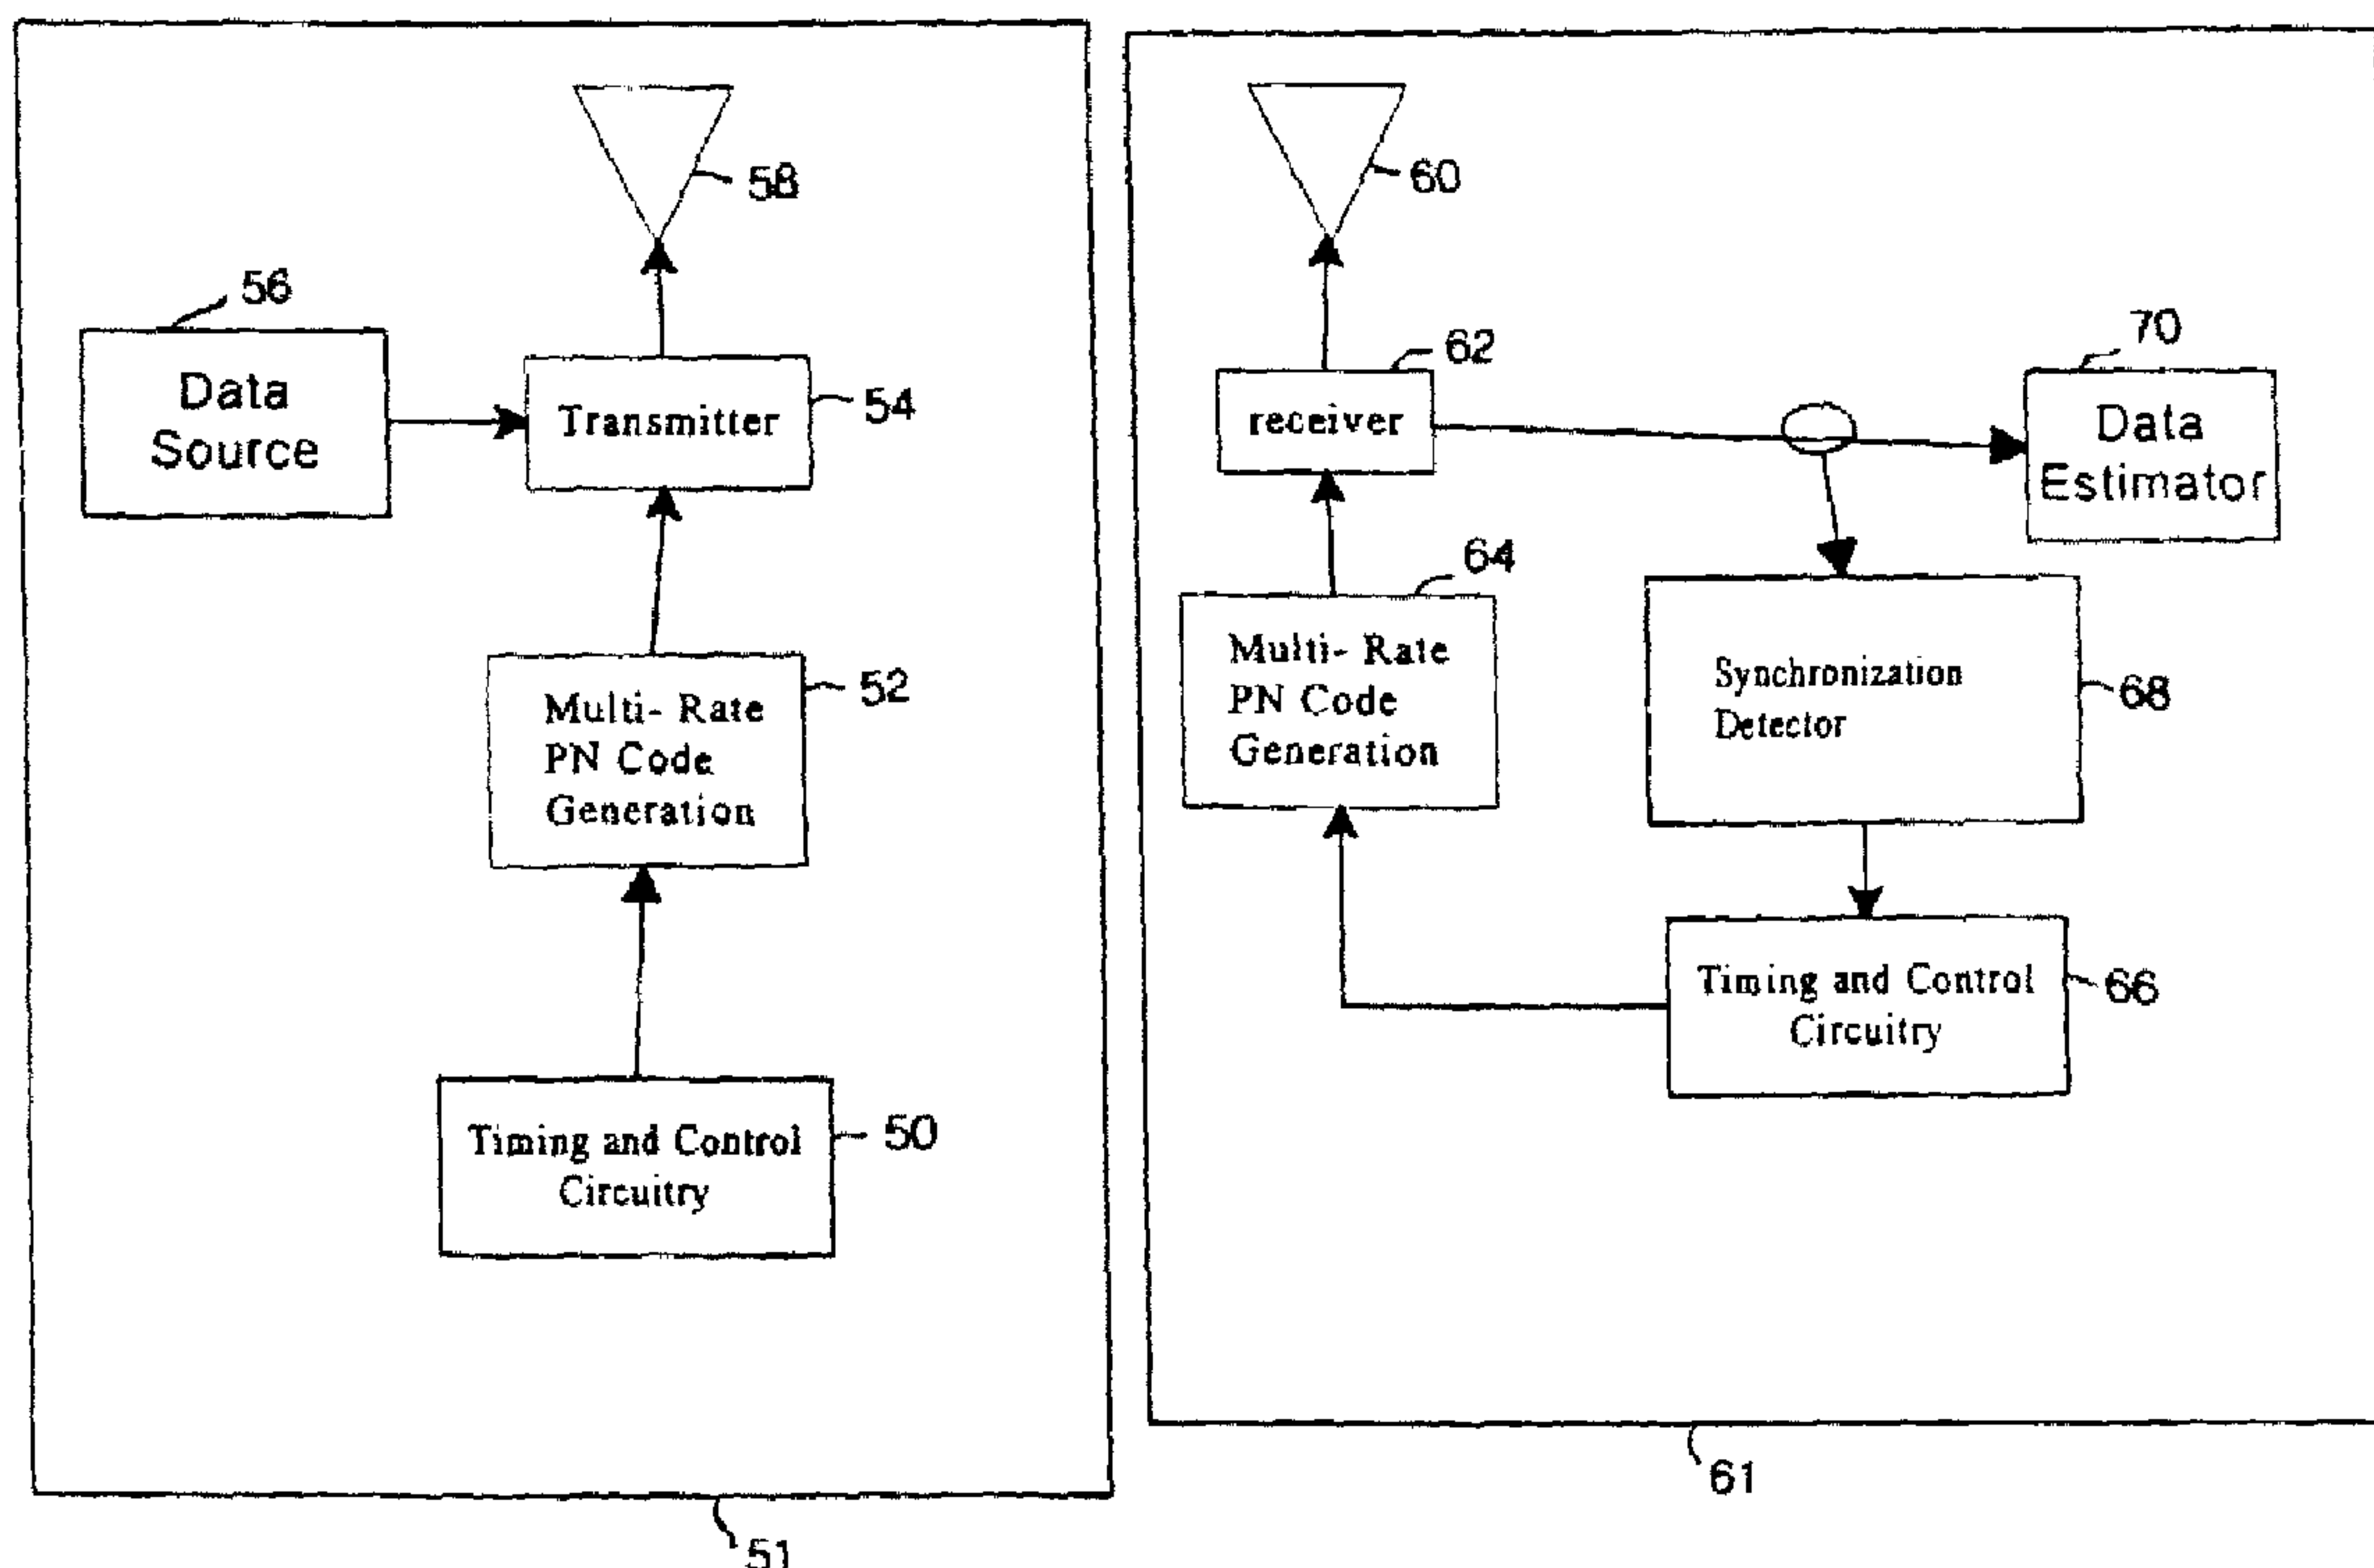 58
56
Data
Source
Transmitter
54
Multi- Rate
PN Code
Generation
52
Timing and Control
Circuitry
50
51
60
62
receiver
70
Data
Estimator
64
Multi- Rate
PN Code
Generation
Synchronization
Detector
68
Timing and Control
Circuitry
66
61